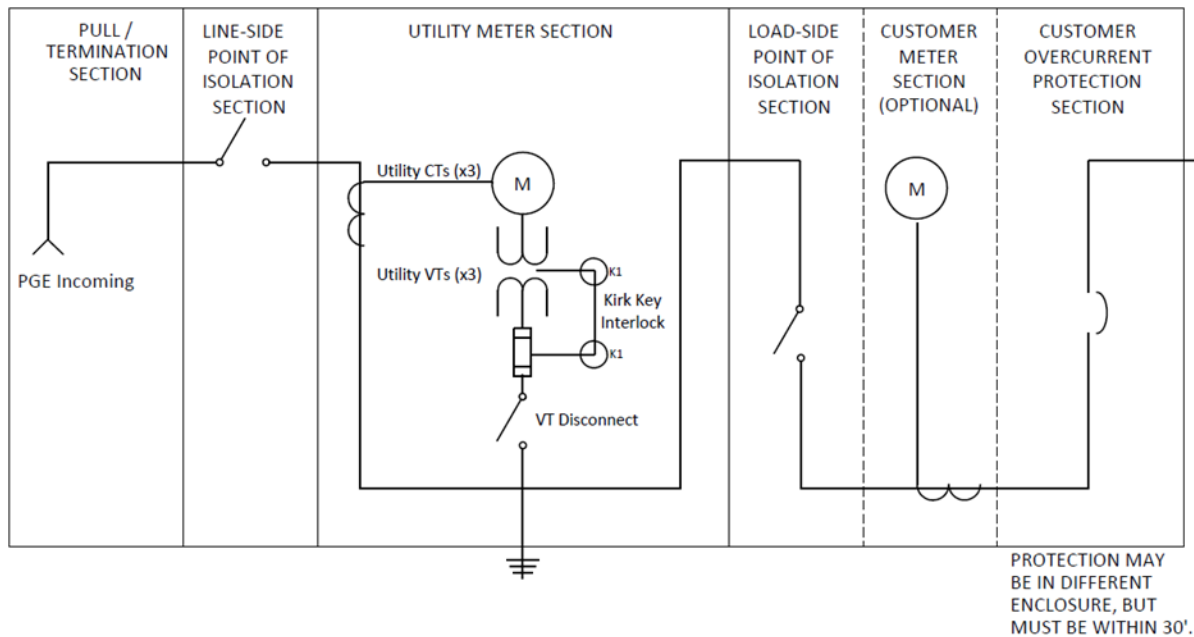 PULL /
TERMINATION
SECTION
LINE-SIDE
POINT OF
ISOLATION
SECTION
UTILITY METER SECTION
LOAD-SIDE
POINT OF
ISOLATION
SECTION
CUSTOMER
METER
SECTION
(OPTIONAL)
CUSTOMER
OVERCURRENT
PROTECTION
SECTION
Utility CTs (x3)
M
M
PGE Incoming
Utility VTs (x3)
K1
Kirk Key
Interlock
K1
VT Disconnect
PROTECTION MAY
BE IN DIFFERENT
ENCLOSURE, BUT
MUST BE WITHIN 30'.